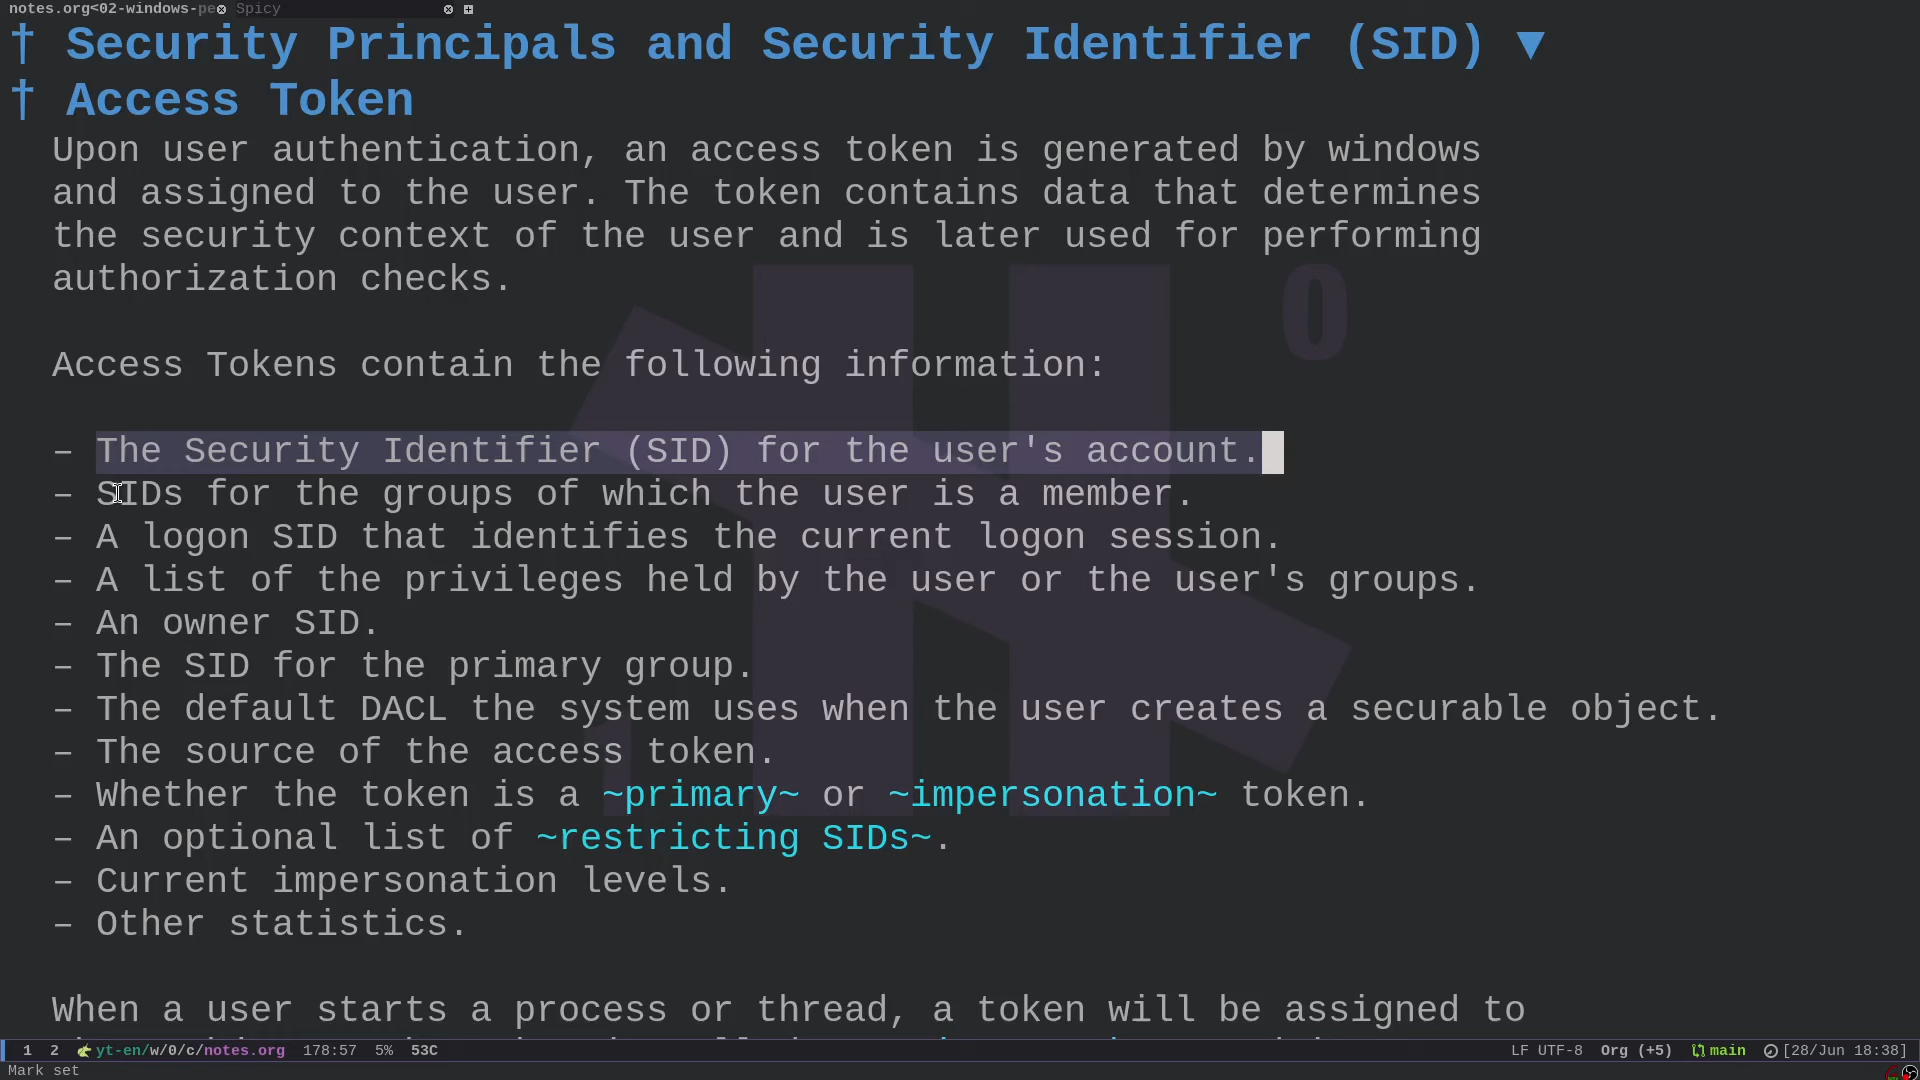 notes.org<02-windows-pe Spicy
† Security Principals and Security Identifier (SID) ▼
† Access Token
Upon user authentication, an access token is generated by windows
and assigned to the user. The token contains data that determines
the security context of the user and is later used for performing
authorization checks.
Access Tokens contain the following information:
– The Security Identifier (SID) for the user's account.
– SIDs for the groups of which the user is a member.
– A logon SID that identifies the current logon session.
– A list of the privileges held by the user or the user's groups.
– An owner SID.
– The SID for the primary group.
– The default DACL the system uses when the user creates a securable object.
– The source of the access token.
– Whether the token is a ~primary~ or ~impersonation~ token.
– An optional list of ~restricting SIDs~.
– Current impersonation levels.
– Other statistics.
When a user starts a process or thread, a token will be assigned to
1 2 yt-en/w/0/c/notes.org 178:57 5% 53C LF UTF-8 Org (+5) main [28/Jun 18:38]
Mark set